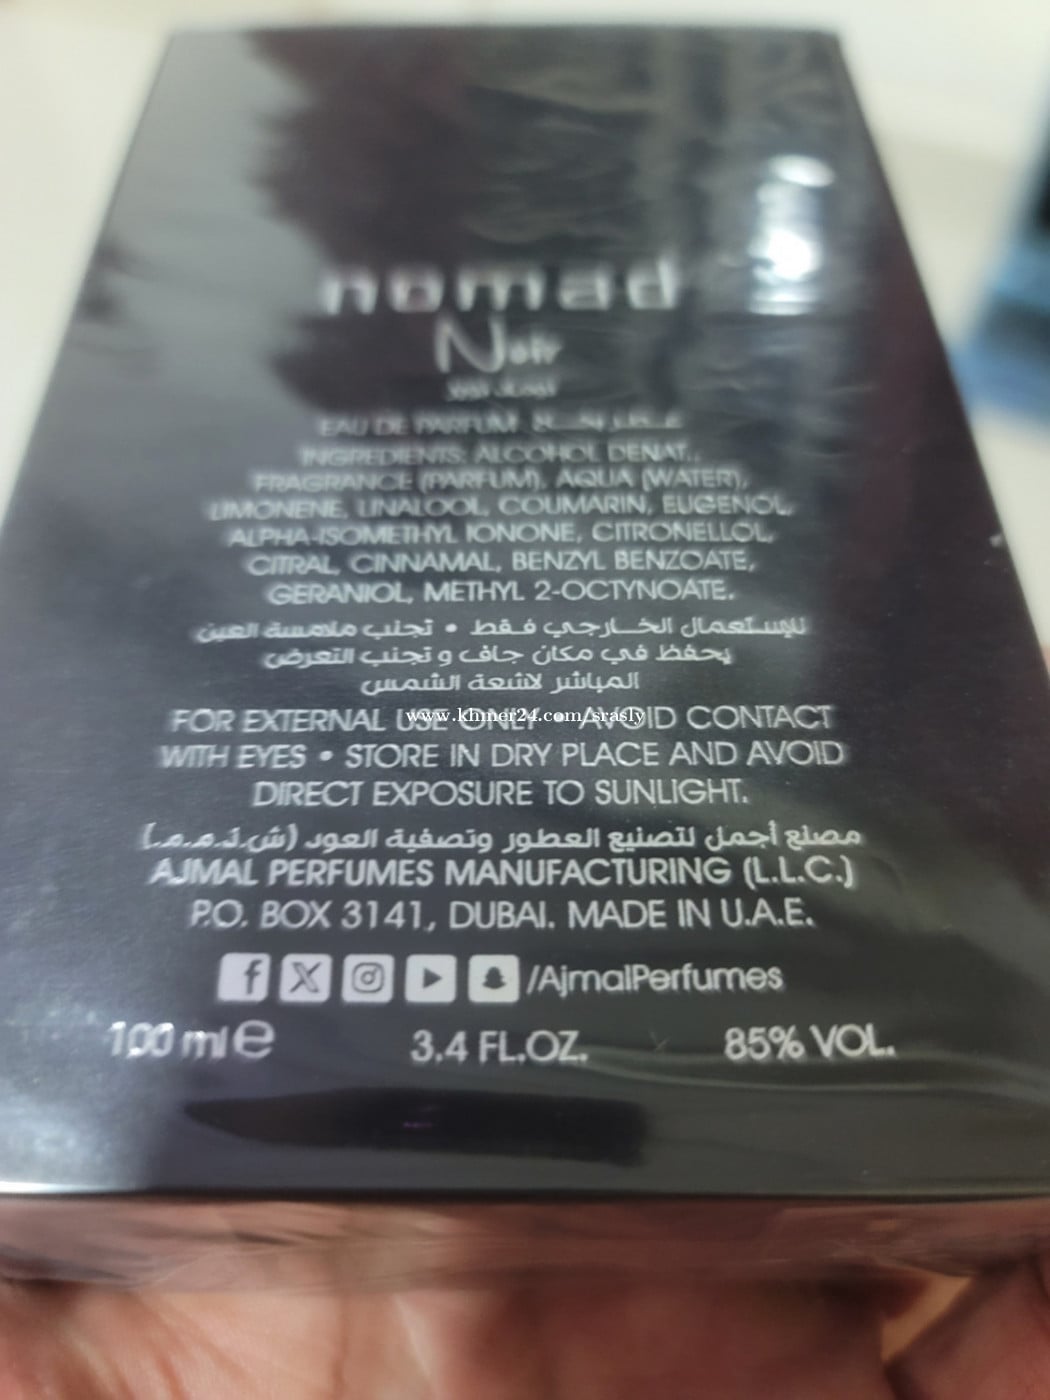 nomad
Noir
EAU DE PARFUM
INGREDIENTS: ALCOHOL DENAT.,
FRAGRANCE (PARFUM), AQUA (WATER),
LIMONENE, LINALOOL, COUMARIN, EUGENOL,
ALPHA-ISOMETHYL IONONE, CITRONELLOL,
CITRAL, CINNAMAL, BENZYL BENZOATE,
GERANIOL, METHYL 2-OCTYNOATE.
للإستعمال الخارجي فقط • تجنب ملامسة العين
يحفظ في مكان جاف و تجنب التعرض
المباشر لأشعة الشمس
FOR EXTERNAL USE ONLY • AVOID CONTACT
www.khmer24.com/srasly
WITH EYES • STORE IN DRY PLACE AND AVOID
DIRECT EXPOSURE TO SUNLIGHT.
مصنع أجمل لتصنيع العطور وتصفية العود (ش.ذ.م.م.)
AJMAL PERFUMES MANUFACTURING (L.L.C.)
P.O. BOX 3141, DUBAI. MADE IN U.A.E.
/AjmalPerfumes
100 ml e 3.4 FL.OZ. 85% VOL.